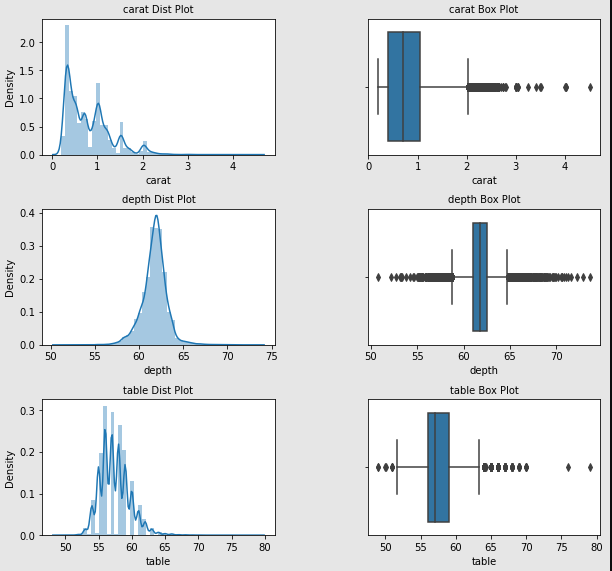 carat Dist Plot
2.0
1.5
1.0
0.5
0.0
Density
0 1 2 3 4
carat
carat Box Plot
0 1 2 3 4
carat
depth Dist Plot
0.4
0.3
0.2
0.1
0.0
Density
50 55 60 65 70 75
depth
depth Box Plot
50 55 60 65 70
depth
table Dist Plot
0.3
0.2
0.1
0.0
Density
50 55 60 65 70 75 80
table
table Box Plot
50 55 60 65 70 75 80
table